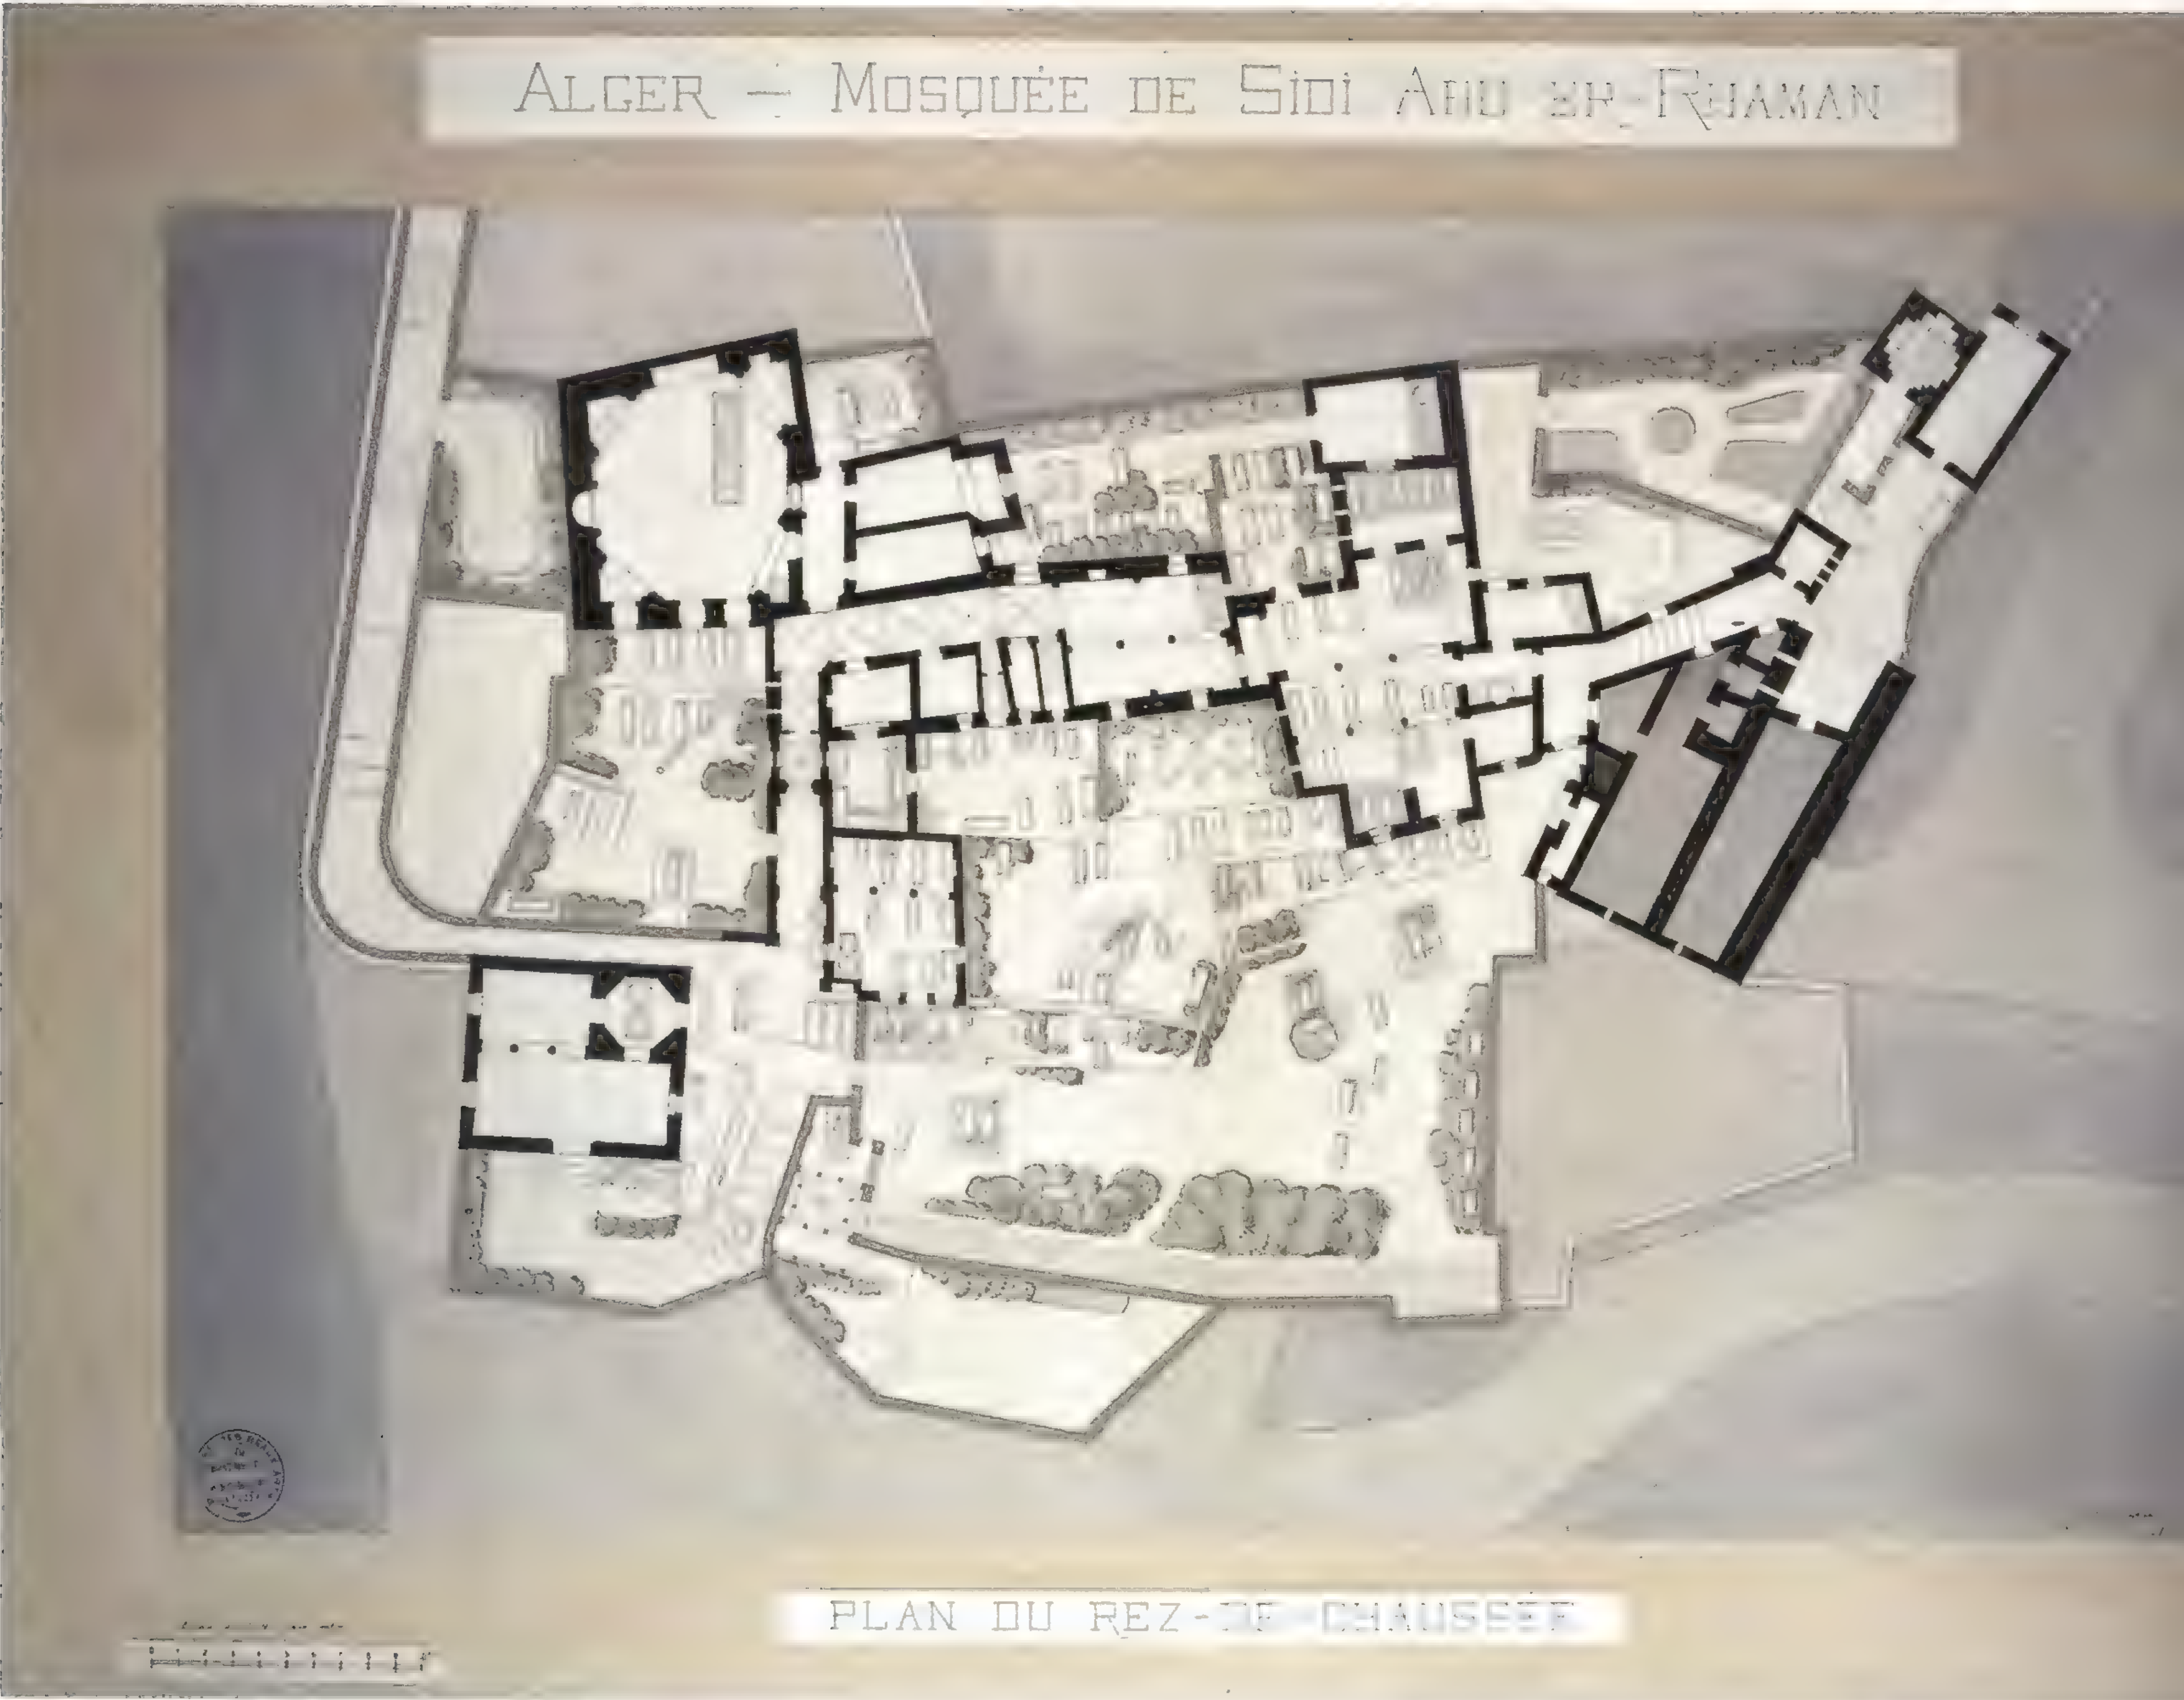 ALGER — MOSQUÉE DE SIDI ABD ER-RHAMAN
PLAN DU REZ-DE-CHAUSSÉE